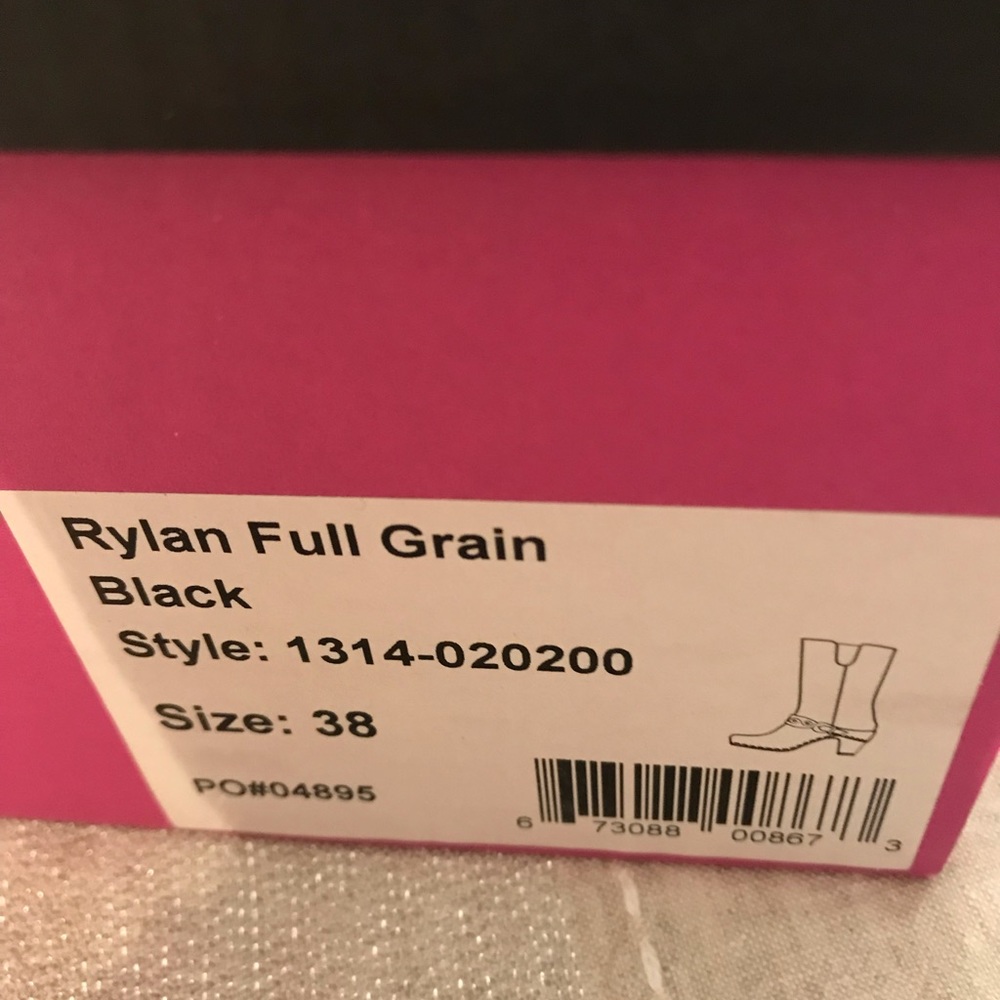 Rylan Full Grain
Black
Style: 1314-020200
Size: 38
PO#04895
6 73088 00867 3